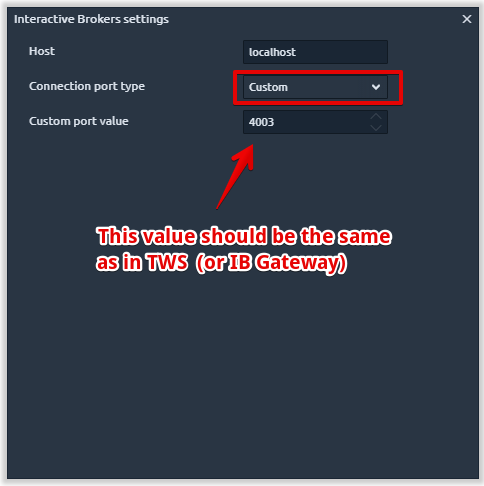 Interactive Brokers settings
Host localhost
Connection port type Custom
Custom port value 4003
This value should be the same
as in TWS (or IB Gateway)